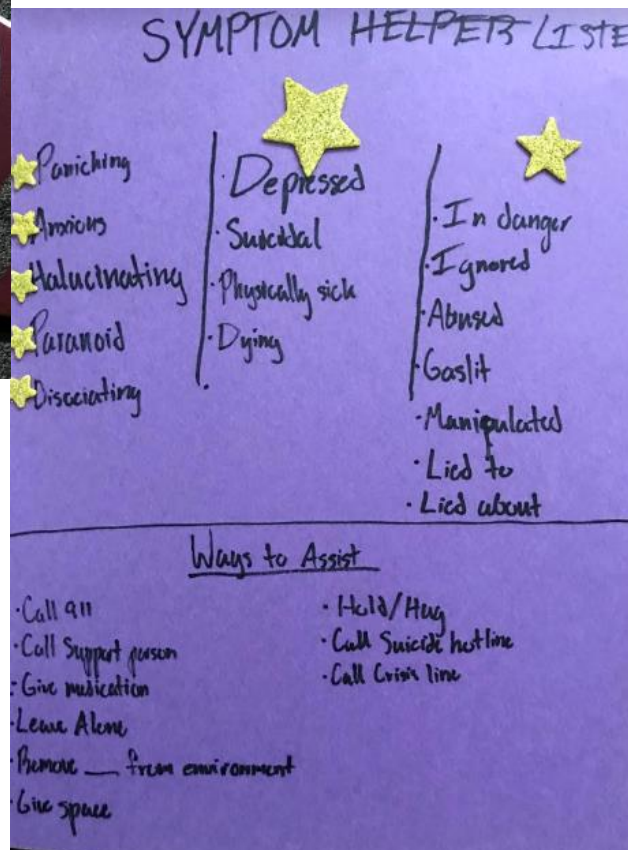 SYMPTOM HELPER LISTE
Paniching
Anxious
Halucinating
Paranoid
Disociating
· Depressed
· Suicidal
· Physically sick
· Dying
· In danger
· Ignored
· Abused
· Gaslit
· Manipulated
· Lied to
· Lied about
Ways to Assist
· Call 911
· Call Support person
· Give medication
· Leave Alone
· Remove __ from environment
· Give space
· Hold/Hug
· Call Suicide hotline
· Call Crisis line